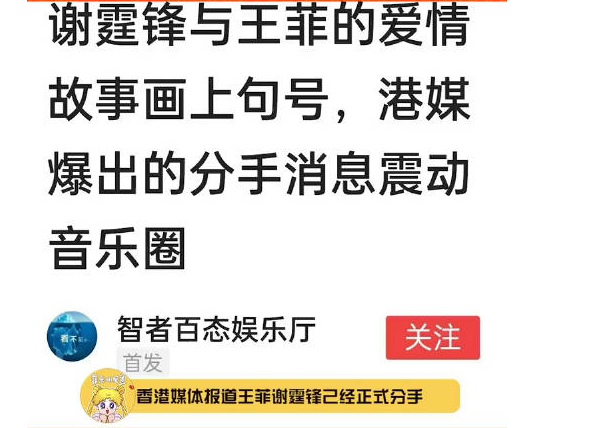 谢霆锋与王菲的爱情
故事画上句号，港媒
爆出的分手消息震动
音乐圈
智者百态娱乐厅
关注
首发
香港媒体报道王菲谢霆锋己经正式分手